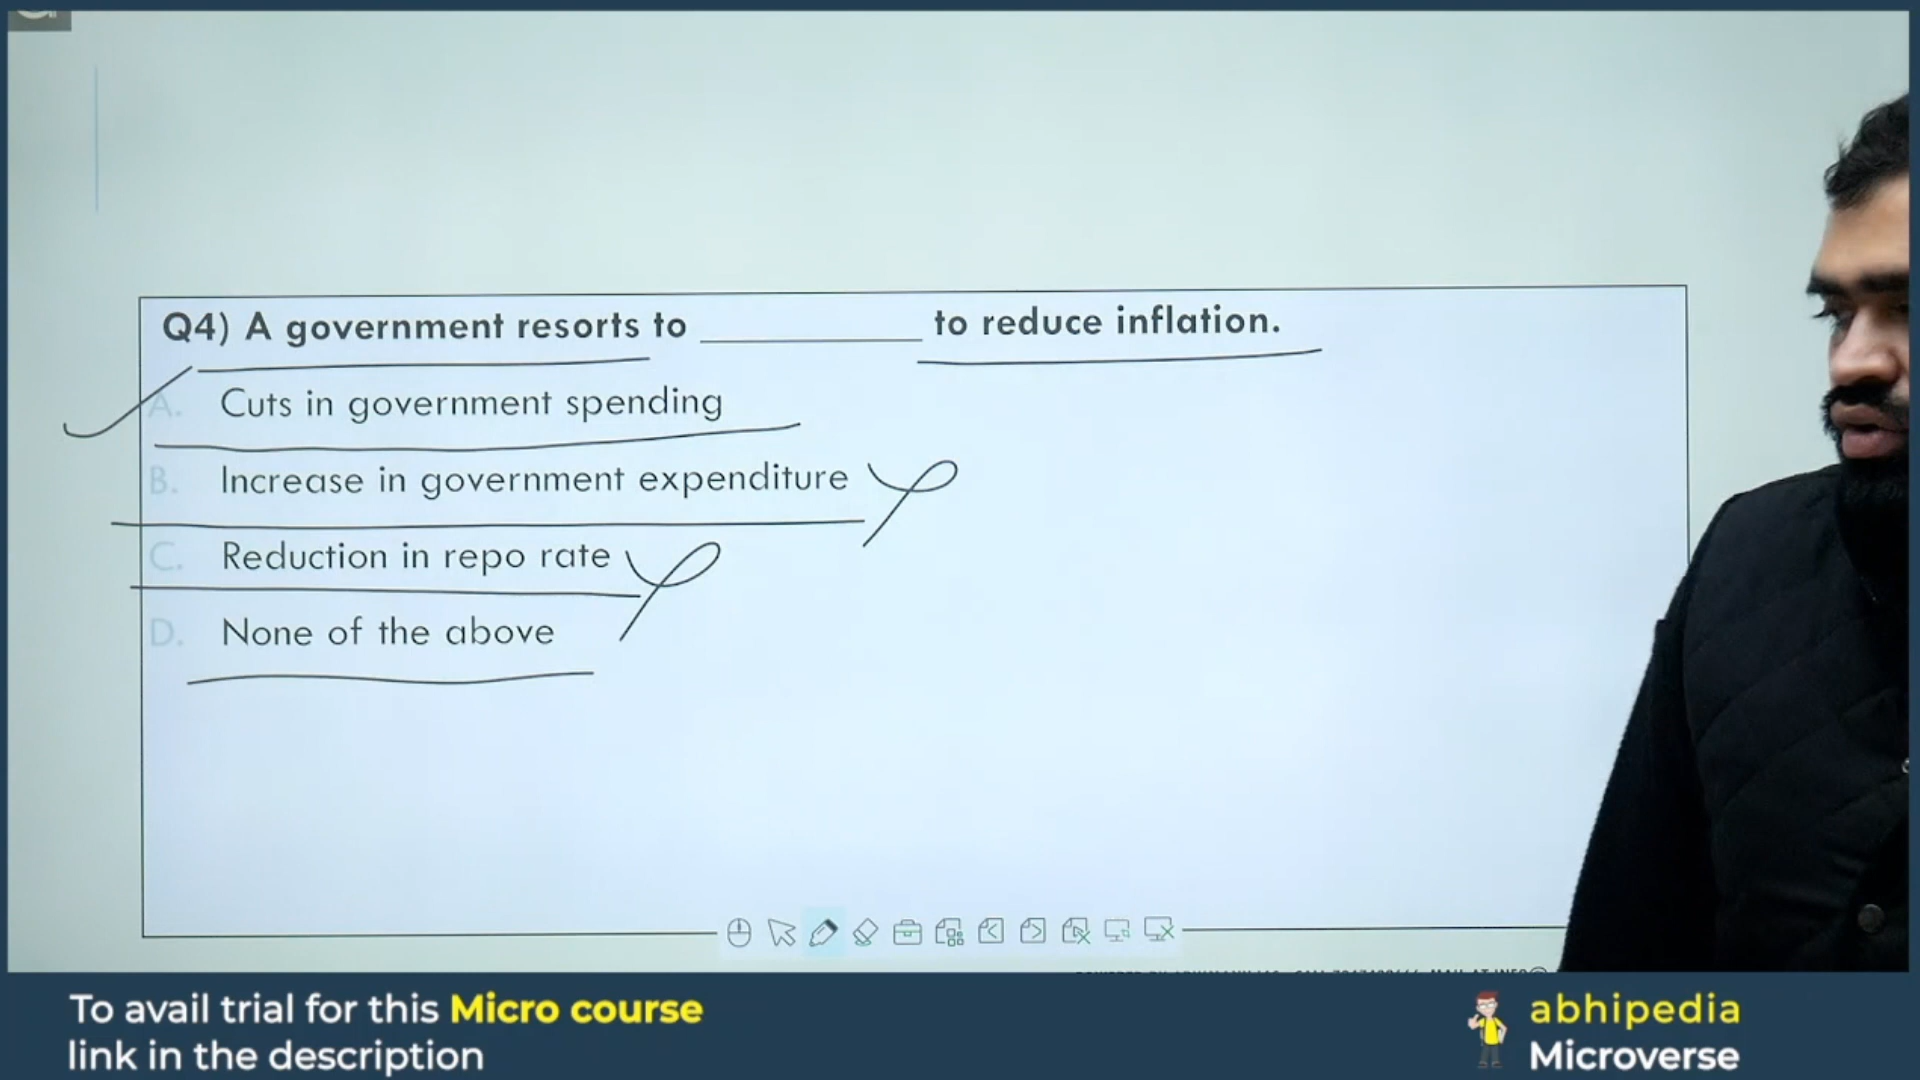 Q4) A government resorts to __________ to reduce inflation.
A. Cuts in government spending
B. Increase in government expenditure
C. Reduction in repo rate
D. None of the above
To avail trial for this Micro course
link in the description
abhipedia
Microverse